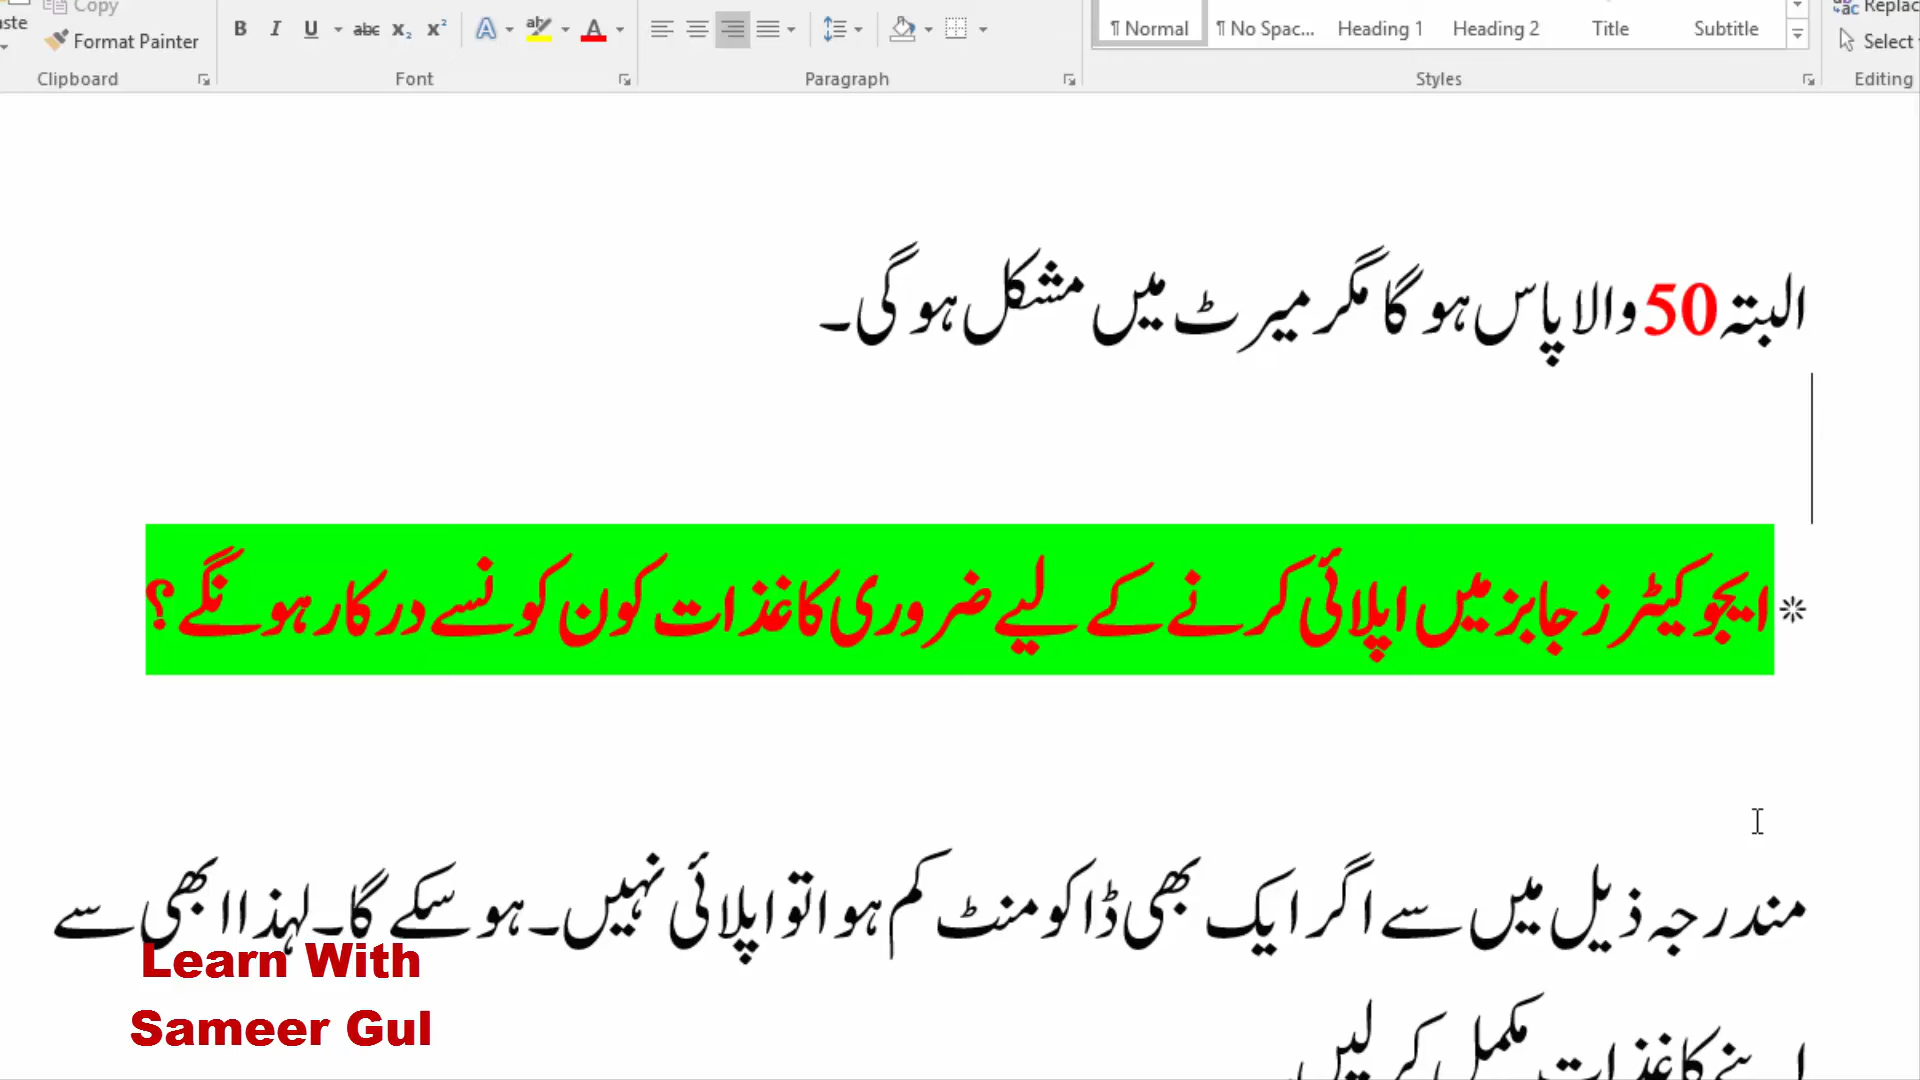 Copy
Format Painter
B I U abc X₂ X² A ab A
Clipboard Font Paragraph Styles Editing
¶ Normal ¶ No Spac... Heading 1 Heading 2 Title Subtitle
Select
البتہ 50 والا پاس ہو گا مگر میرٹ میں مشکل ہو گی۔
* ایجوکیٹرز جابز میں اپلائی کرنے کے لیے ضروری کاغذات کون کونسے درکار ہونگے؟
مندرجہ ذیل میں سے اگر ایک بھی ڈاکومنٹ کم ہوا تو اپلائی نہیں۔ ہو سکے گا۔ لہذا ابھی سے
اپنے کاغذات مکمل کر لیں
Learn With
Sameer Gul